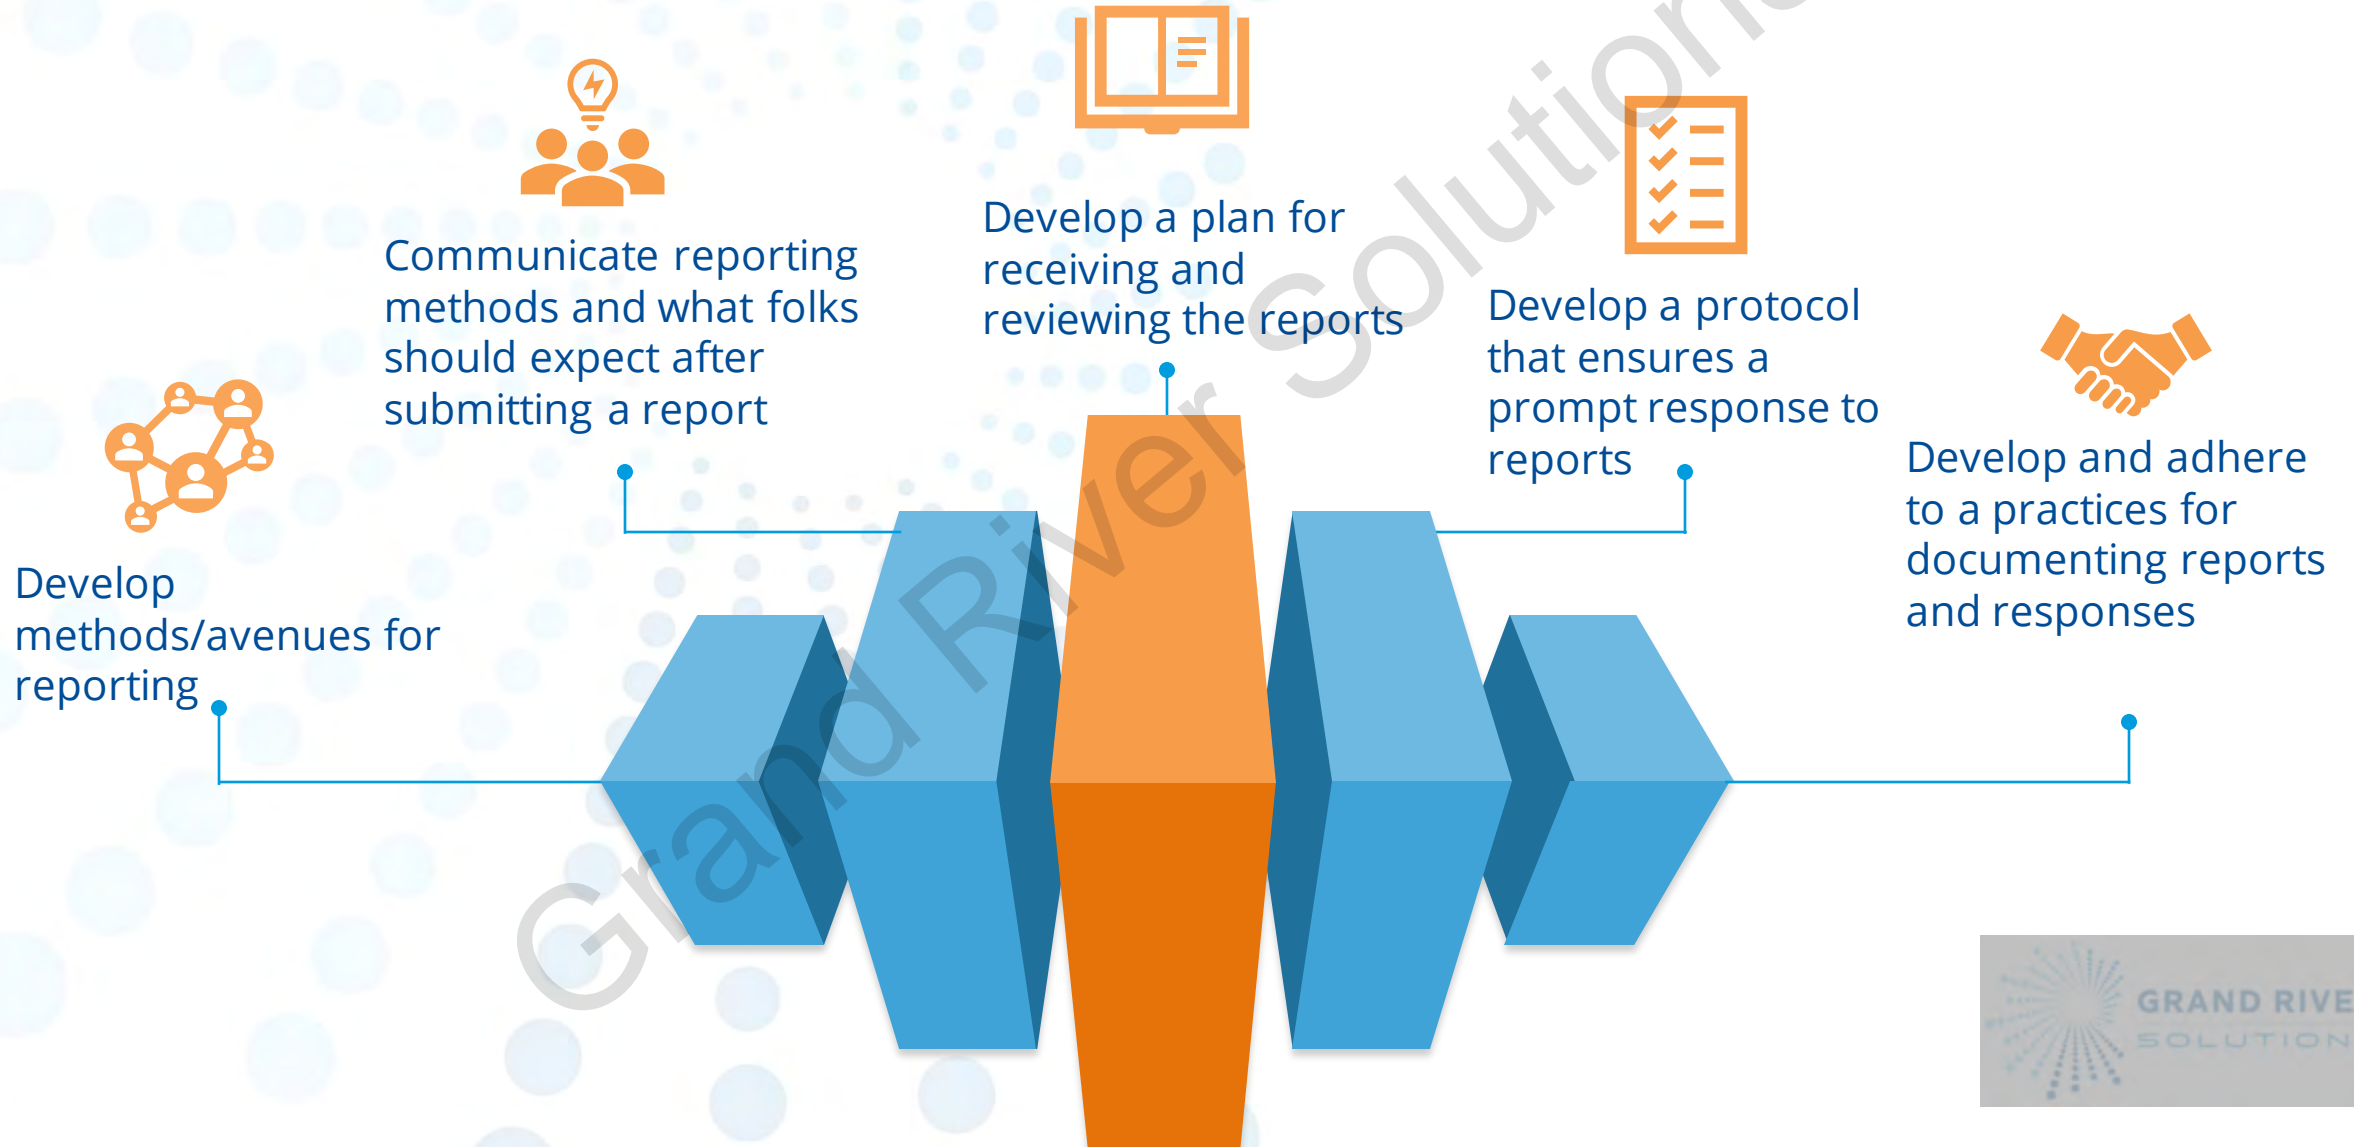 Develop
methods/avenues for
reporting
Communicate reporting
methods and what folks
should expect after
submitting a report
Develop a plan for
receiving and
reviewing the reports
Develop a protocol
that ensures a
prompt response to
reports
Develop and adhere
to a practices for
documenting reports
and responses
Grand River Solution
GRAND RIVE
SOLUTION